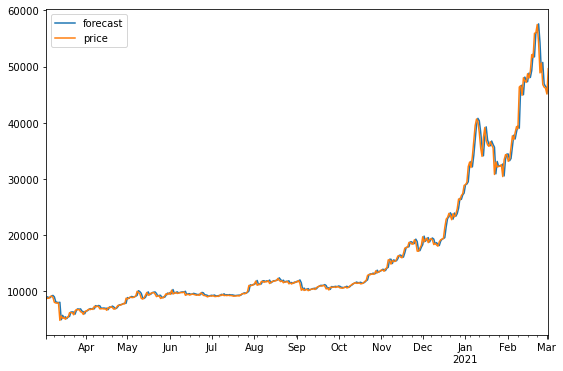 60000
50000
40000
30000
20000
10000
forecast
price
Apr
May
Jun
Jul
Aug
Sep
Oct
Nov
Dec
Jan
2021
Feb
Mar